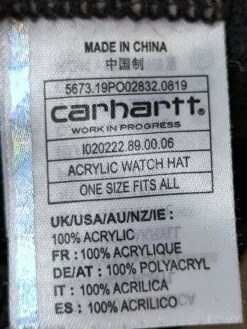 MADE IN CHINA
中国制
5673.19PO02832.0819
carhartt®
WORK IN PROGRESS
I020222.89.00.06
ACRYLIC WATCH HAT
ONE SIZE FITS ALL
UK/USA/AU/NZ/IE :
100% ACRYLIC
FR : 100% ACRYLIQUE
DE/AT : 100% POLYACRYL
IT : 100% ACRILICA
ES : 100% ACRILICO